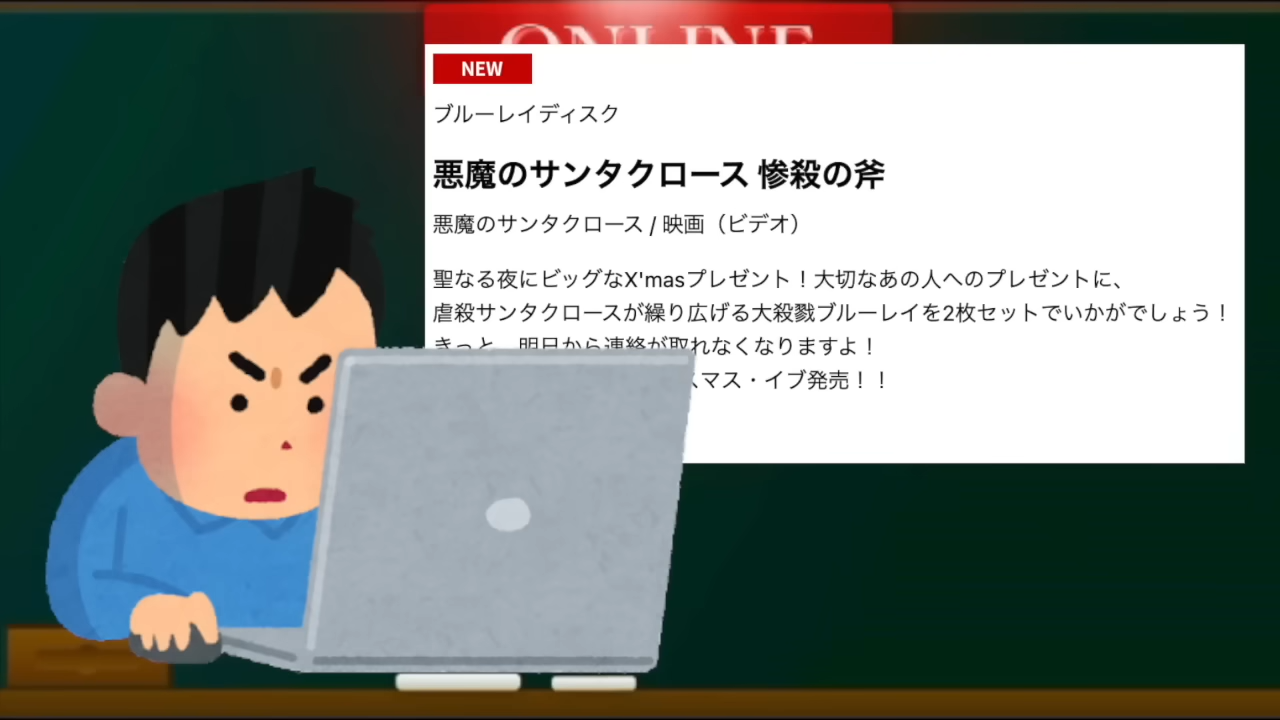 ONLINE
NEW
ブルーレイディスク
悪魔のサンタクロース 惨殺の斧
悪魔のサンタクロース / 映画（ビデオ）
聖なる夜にビッグなX'masプレゼント！大切なあの人へのプレゼントに、
虐殺サンタクロースが繰り広げる大殺戮ブルーレイを2枚セットでいかがでしょう！
きっと、明日から連絡が取れなくなりますよ！
スマス・イブ発売！！